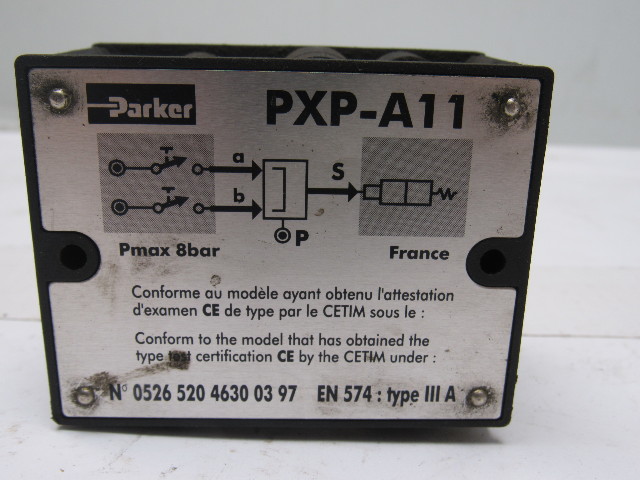 Parker
PXP-A11
a
b
S
P
Pmax 8bar
France
Conforme au modèle ayant obtenu l'attestation
d'examen CE de type par le CETIM sous le :
Conform to the model that has obtained the
type test certification CE by the CETIM under :
N° 0526 520 4630 03 97 EN 574 : type III A